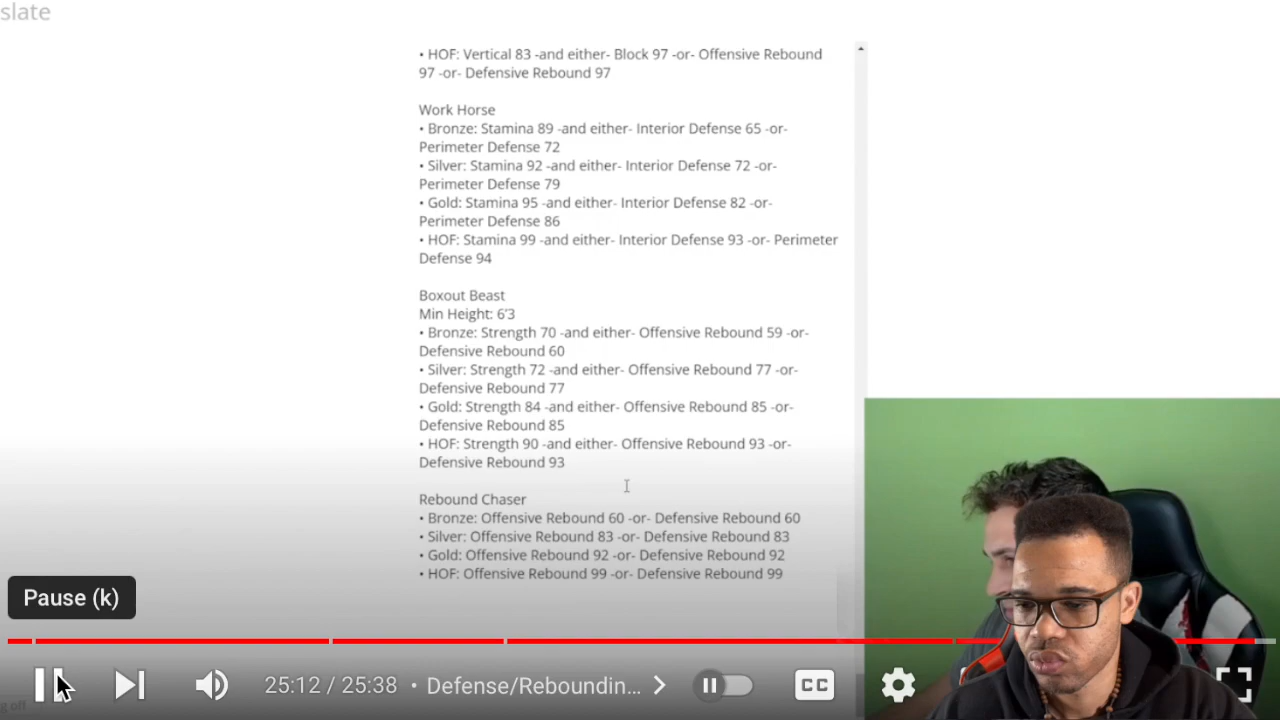 slate
• HOF: Vertical 83 -and either- Block 97 -or- Offensive Rebound
97 -or- Defensive Rebound 97
Work Horse
• Bronze: Stamina 89 -and either- Interior Defense 65 -or-
Perimeter Defense 72
• Silver: Stamina 92 -and either- Interior Defense 72 -or-
Perimeter Defense 79
• Gold: Stamina 95 -and either- Interior Defense 82 -or-
Perimeter Defense 86
• HOF: Stamina 99 -and either- Interior Defense 93 -or- Perimeter
Defense 94
Boxout Beast
Min Height: 6'3
• Bronze: Strength 70 -and either- Offensive Rebound 59 -or-
Defensive Rebound 60
• Silver: Strength 72 -and either- Offensive Rebound 77 -or-
Defensive Rebound 77
• Gold: Strength 84 -and either- Offensive Rebound 85 -or-
Defensive Rebound 85
• HOF: Strength 90 -and either- Offensive Rebound 93 -or-
Defensive Rebound 93
Rebound Chaser
• Bronze: Offensive Rebound 60 -or- Defensive Rebound 60
• Silver: Offensive Rebound 83 -or- Defensive Rebound 83
• Gold: Offensive Rebound 92 -or- Defensive Rebound 92
• HOF: Offensive Rebound 99 -or- Defensive Rebound 99
Pause (k)
25:12 / 25:38 • Defense/Reboundin...
CC
g off